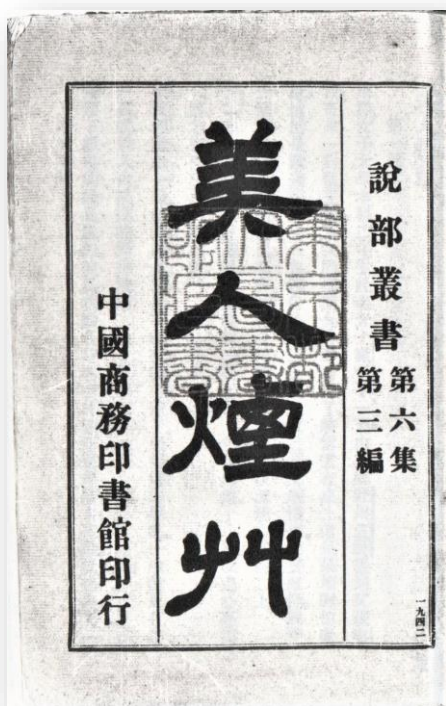 說部叢書
第六集
第三編
美人煙艸
中國商務印書館印行
一九四二